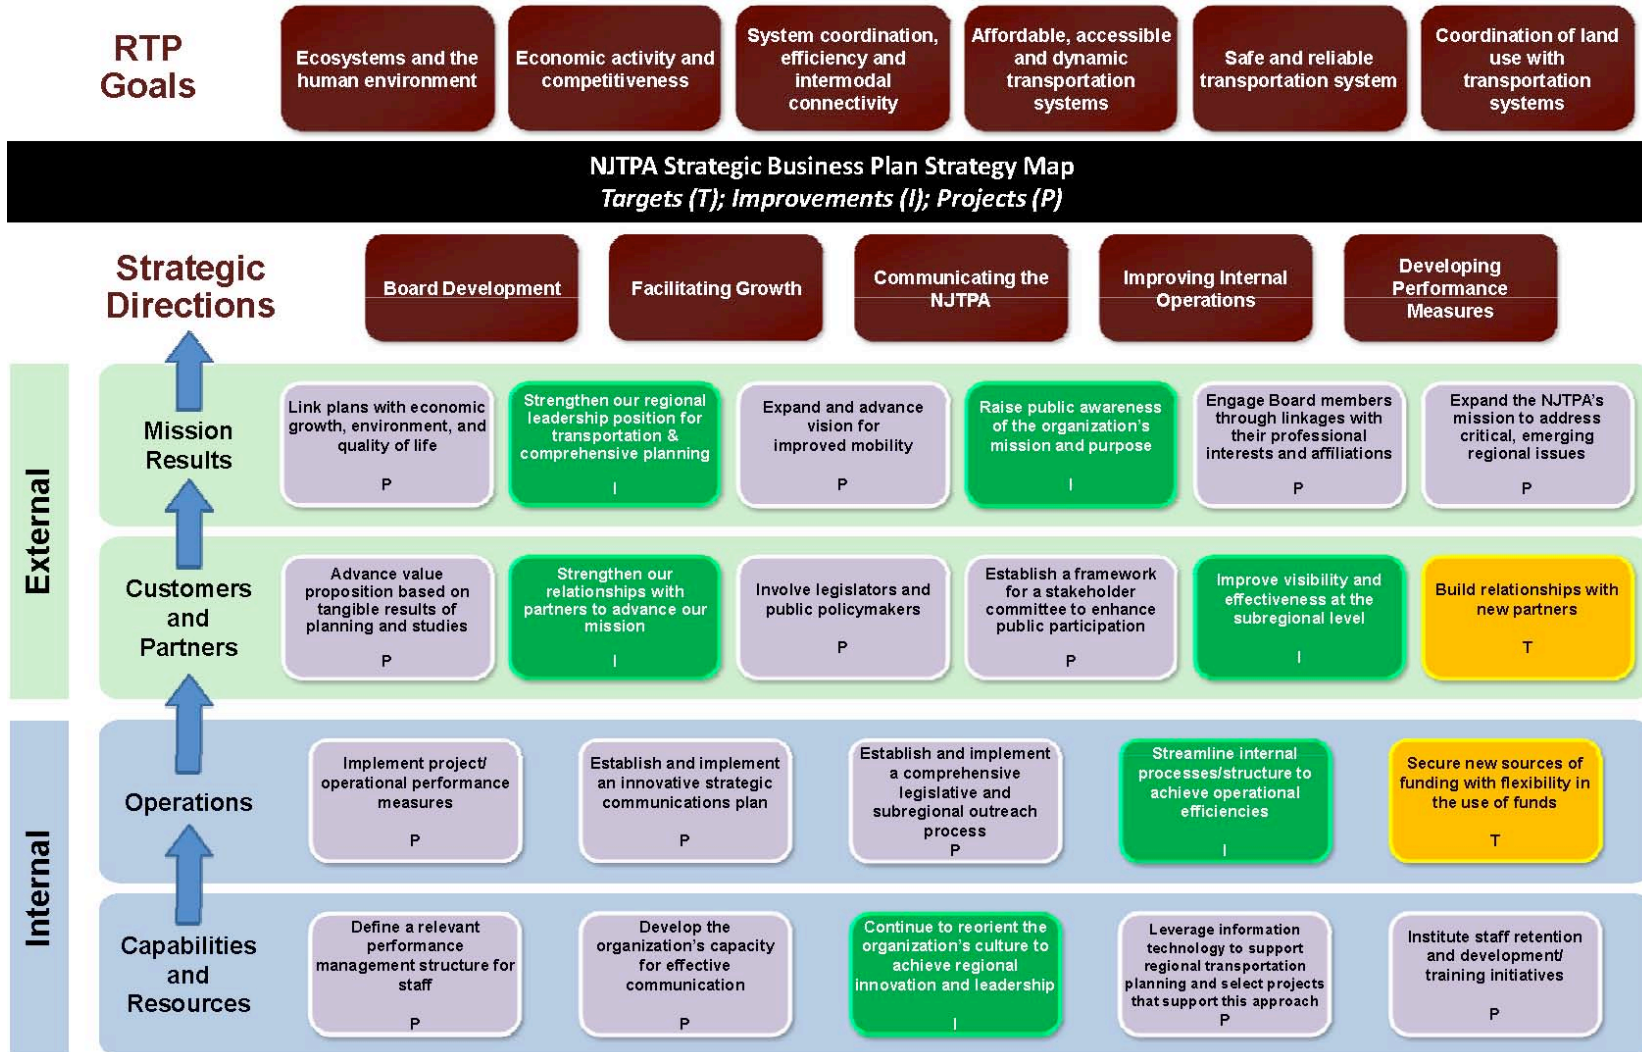 RTP
Goals
Ecosystems and the
human environment
Economic activity and
competitiveness
System coordination,
efficiency and
intermodal
connectivity
Affordable, accessible
and dynamic
transportation
systems
Safe and reliable
transportation system
Coordination of land
use with
transportation
systems
NJTPA Strategic Business Plan Strategy Map
Targets (T); Improvements (I); Projects (P)
Strategic
Directions
Board Development
Facilitating Growth
Communicating the
NJTPA
Improving Internal
Operations
Developing
Performance
Measures
External
Mission
Results
Link plans with economic
growth, environment, and
quality of life
P
Strengthen our regional
leadership position for
transportation &
comprehensive planning
I
Expand and advance
vision for
improved mobility
P
Raise public awareness
of the organization's
mission and purpose
I
Engage Board members
through linkages with
their professional
interests and affiliations
P
Expand the NJTPA's
mission to address
critical, emerging
regional issues
P
Customers
and
Partners
Advance value
proposition based on
tangible results of
planning and studies
P
Strengthen our
relationships with
partners to advance our
mission
I
Involve legislators and
public policymakers
P
Establish a framework
for a stakeholder
committee to enhance
public participation
P
Improve visibility and
effectiveness at the
subregional level
I
Build relationships with
new partners
T
Internal
Operations
Implement project/
operational performance
measures
P
Establish and implement
an innovative strategic
communications plan
P
Establish and implement
a comprehensive
legislative and
subregional outreach
process
P
Streamline internal
processes/structure to
achieve operational
efficiencies
I
Secure new sources of
funding with flexibility in
the use of funds
T
Capabilities
and
Resources
Define a relevant
performance
management structure for
staff
P
Develop the
organization's capacity
for effective
communication
P
Continue to reorient the
organization's culture to
achieve regional
innovation and leadership
I
Leverage information
technology to support
regional transportation
planning and select projects
that support this approach
P
Institute staff retention
and development/
training initiatives
P